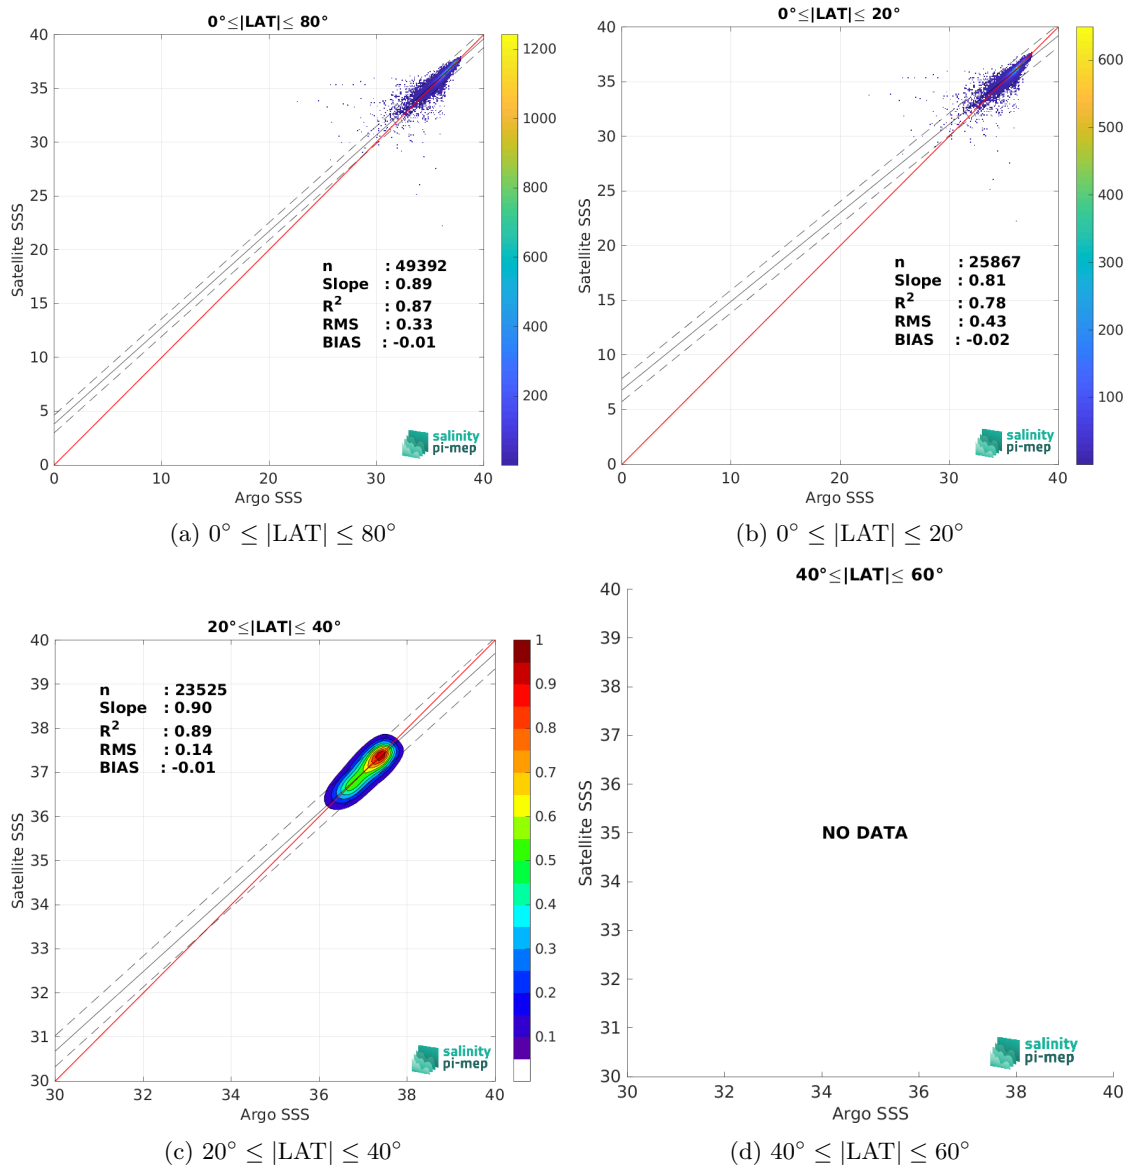 0°≤|LAT|≤ 80°
40
35
30
25
20
15
10
5
0
Satellite SSS
n : 49392
Slope : 0.89
R² : 0.87
RMS : 0.33
BIAS : -0.01
salinity
pi-mep
0 10 20 30 40
Argo SSS
1200
1000
800
600
400
200
(a) 0° ≤ |LAT| ≤ 80°
0°≤|LAT|≤ 20°
40
35
30
25
20
15
10
5
0
Satellite SSS
n : 25867
Slope : 0.81
R² : 0.78
RMS : 0.43
BIAS : -0.02
salinity
pi-mep
0 10 20 30 40
Argo SSS
600
500
400
300
200
100
(b) 0° ≤ |LAT| ≤ 20°
20°≤|LAT|≤ 40°
40
39
38
37
36
35
34
33
32
31
30
Satellite SSS
n : 23525
Slope : 0.90
R² : 0.89
RMS : 0.14
BIAS : -0.01
salinity
pi-mep
30 32 34 36 38 40
Argo SSS
1
0.9
0.8
0.7
0.6
0.5
0.4
0.3
0.2
0.1
(c) 20° ≤ |LAT| ≤ 40°
40°≤|LAT|≤ 60°
40
39
38
37
36
35
34
33
32
31
30
Satellite SSS
NO DATA
salinity
pi-mep
30 32 34 36 38 40
Argo SSS
(d) 40° ≤ |LAT| ≤ 60°